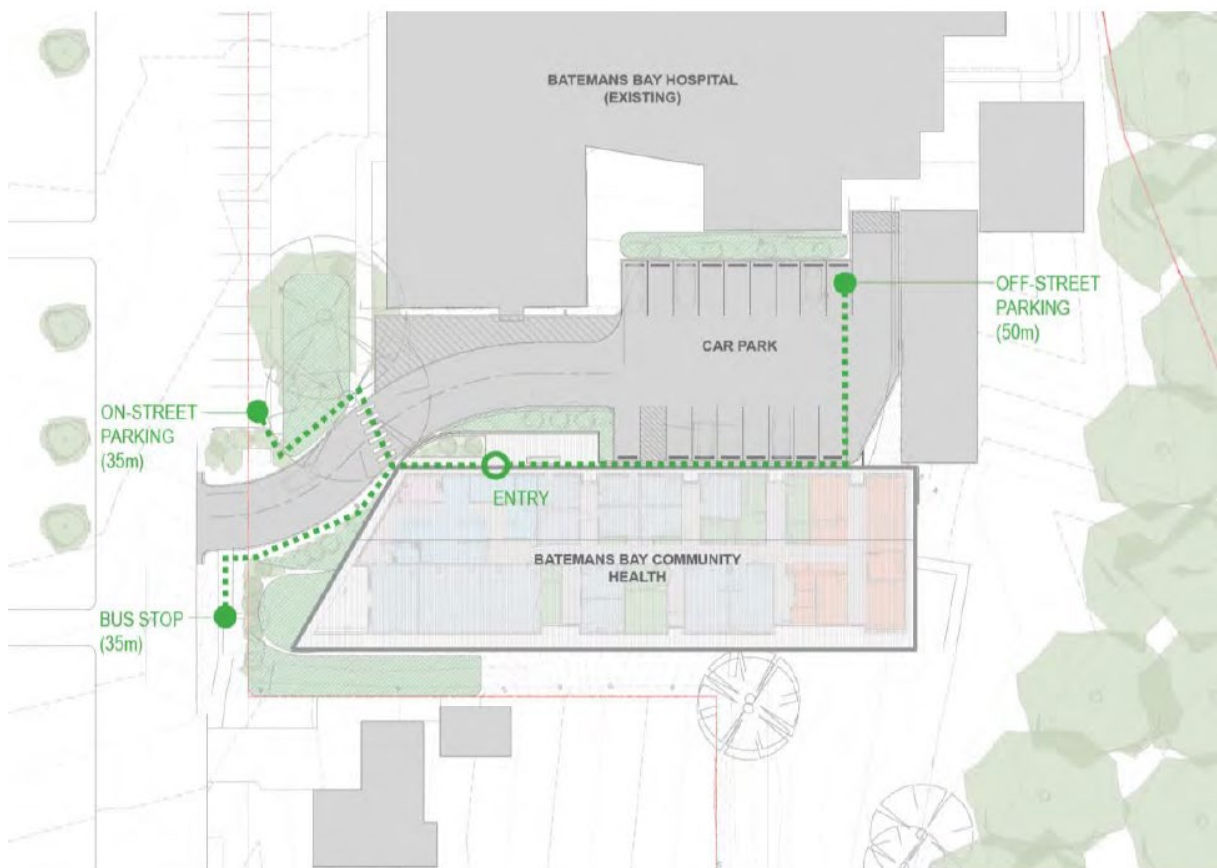 BATEMANS BAY HOSPITAL
(EXISTING)
OFF-STREET
PARKING
(50m)
CAR PARK
ON-STREET
PARKING
(35m)
ENTRY
BATEMANS BAY COMMUNITY
HEALTH
BUS STOP
(35m)